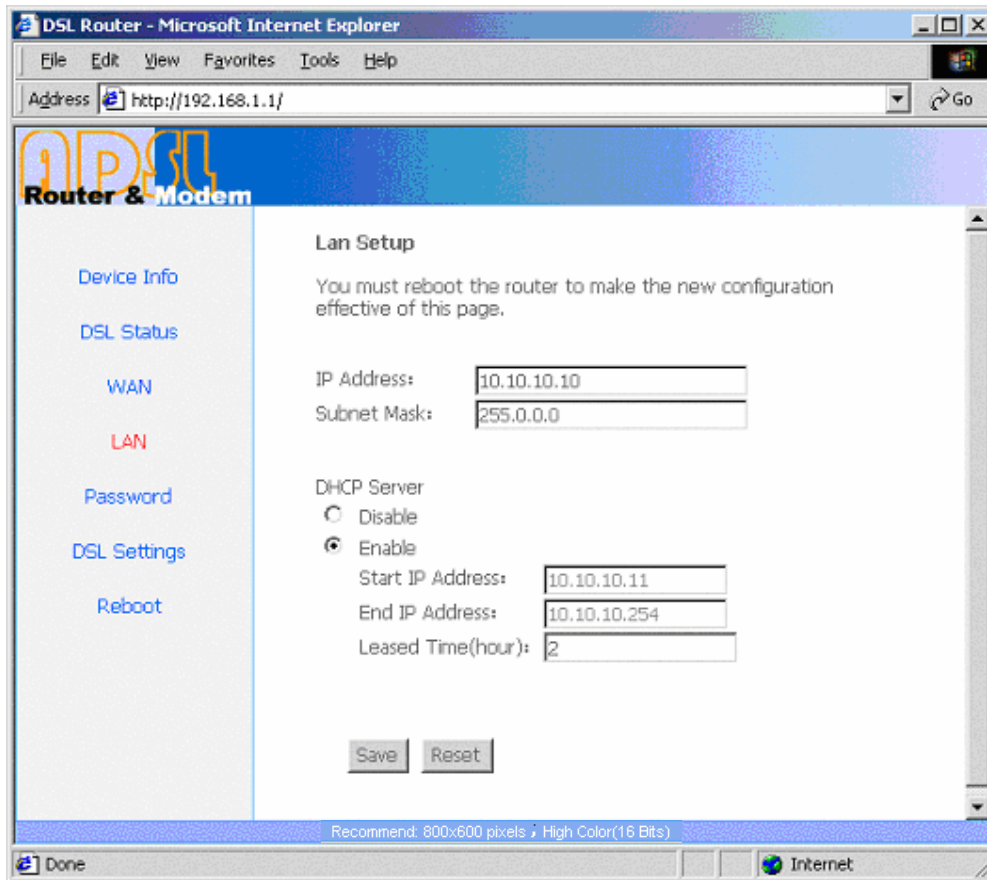 DSL Router - Microsoft Internet Explorer
File Edit View Favorites Tools Help
Address http://192.168.1.1/ Go
ADSL
Router & Modem
Device Info
DSL Status
WAN
LAN
Password
DSL Settings
Reboot
Lan Setup
You must reboot the router to make the new configuration
effective of this page.
IP Address: 10.10.10.10
Subnet Mask: 255.0.0.0
DHCP Server
Disable
Enable
Start IP Address: 10.10.10.11
End IP Address: 10.10.10.254
Leased Time(hour): 2
Save Reset
Recommend: 800x600 pixels ; High Color(16 Bits)
Done Internet